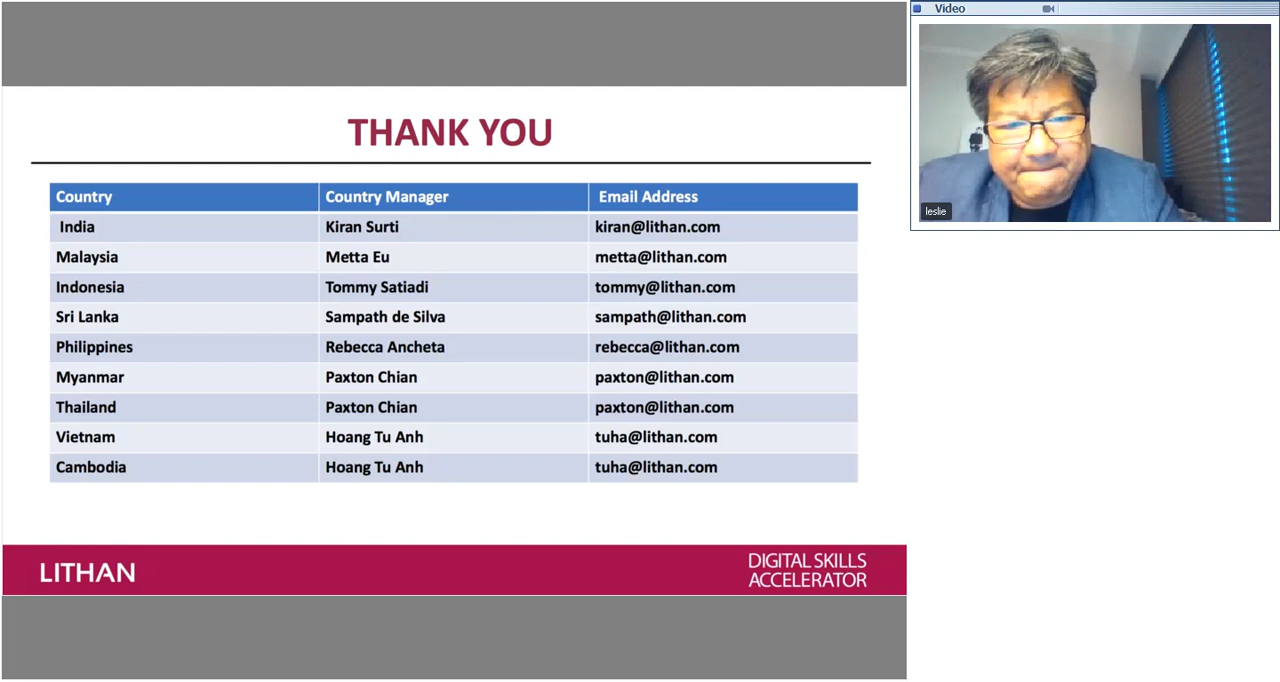 THANK YOU
Country Country Manager Email Address
India Kiran Surti kiran@lithan.com
Malaysia Metta Eu metta@lithan.com
Indonesia Tommy Satiadi tommy@lithan.com
Sri Lanka Sampath de Silva sampath@lithan.com
Philippines Rebecca Ancheta rebecca@lithan.com
Myanmar Paxton Chian paxton@lithan.com
Thailand Paxton Chian paxton@lithan.com
Vietnam Hoang Tu Anh tuha@lithan.com
Cambodia Hoang Tu Anh tuha@lithan.com
LITHAN
DIGITAL SKILLS
ACCELERATOR
Video
leslie